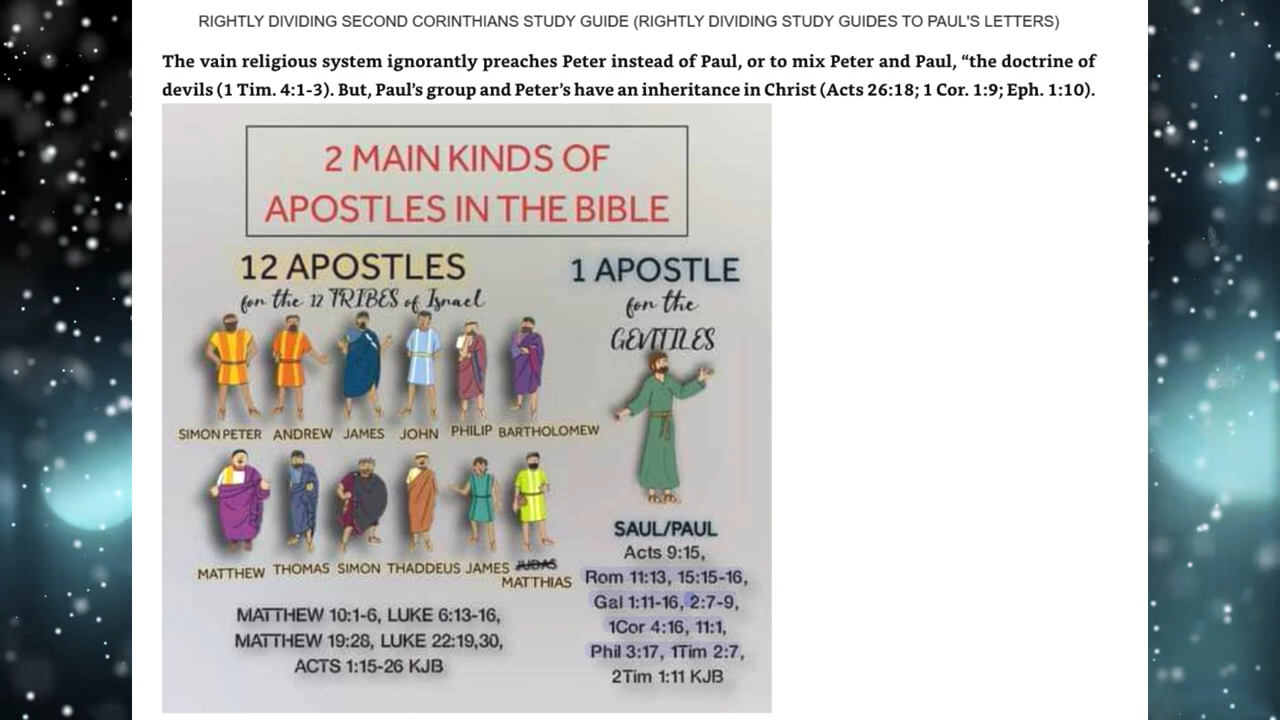 RIGHTLY DIVIDING SECOND CORINTHIANS STUDY GUIDE (RIGHTLY DIVIDING STUDY GUIDES TO PAUL'S LETTERS)
The vain religious system ignorantly preaches Peter instead of Paul, or to mix Peter and Paul, “the doctrine of
devils (1 Tim. 4:1-3). But, Paul’s group and Peter’s have an inheritance in Christ (Acts 26:18; 1 Cor. 1:9; Eph. 1:10).
2 MAIN KINDS OF
APOSTLES IN THE BIBLE
12 APOSTLES
for the 12 TRIBES of Israel
1 APOSTLE
for the
GENTILES
SIMON PETER ANDREW JAMES JOHN PHILIP BARTHOLOMEW
MATTHEW THOMAS SIMON THADDEUS JAMES JUDAS
MATTHIAS
MATTHEW 10:1-6, LUKE 6:13-16,
MATTHEW 19:28, LUKE 22:19,30,
ACTS 1:15-26 KJB
SAUL/PAUL
Acts 9:15,
Rom 11:13, 15:15-16,
Gal 1:11-16, 2:7-9,
1Cor 4:16, 11:1,
Phil 3:17, 1Tim 2:7,
2Tim 1:11 KJB